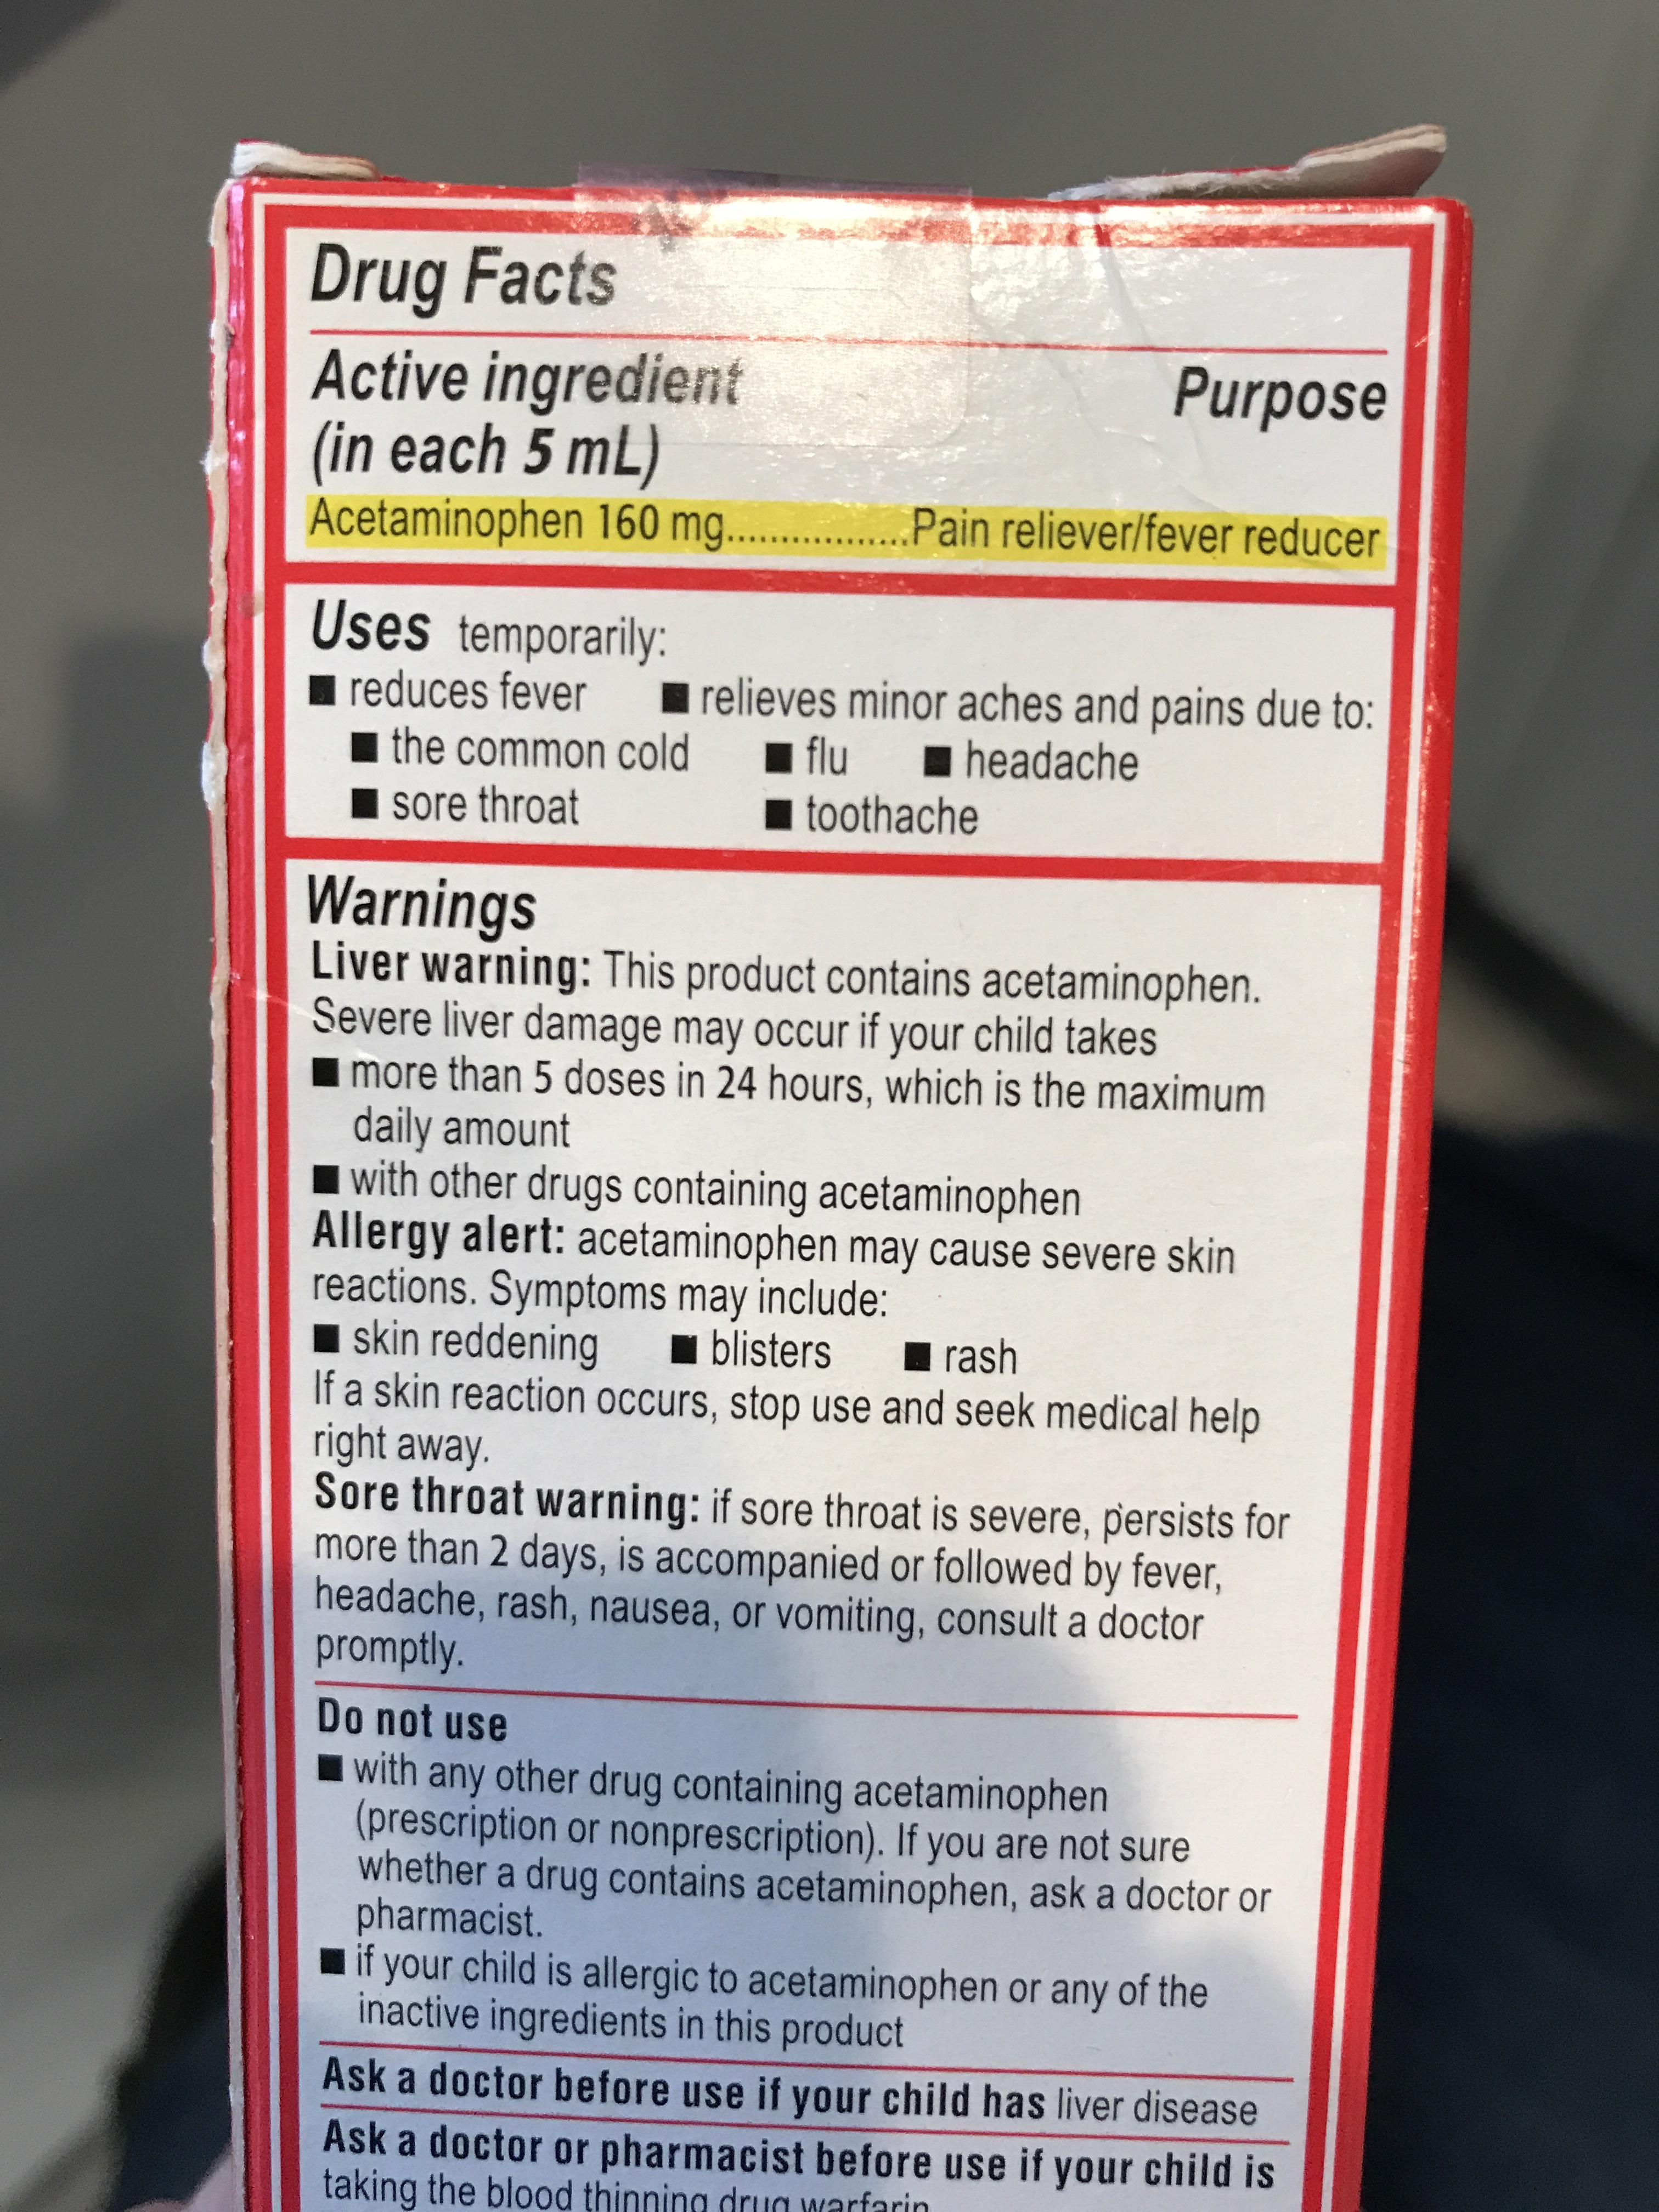 Drug Facts
Active ingredient Purpose
(in each 5 mL)
Acetaminophen 160 mg..................Pain reliever/fever reducer
Uses temporarily:
■ reduces fever ■ relieves minor aches and pains due to:
■ the common cold ■ flu ■ headache
■ sore throat ■ toothache
Warnings
Liver warning: This product contains acetaminophen.
Severe liver damage may occur if your child takes
■ more than 5 doses in 24 hours, which is the maximum
daily amount
■ with other drugs containing acetaminophen
Allergy alert: acetaminophen may cause severe skin
reactions. Symptoms may include:
■ skin reddening ■ blisters ■ rash
If a skin reaction occurs, stop use and seek medical help
right away.
Sore throat warning: if sore throat is severe, persists for
more than 2 days, is accompanied or followed by fever,
headache, rash, nausea, or vomiting, consult a doctor
promptly.
Do not use
■ with any other drug containing acetaminophen
(prescription or nonprescription). If you are not sure
whether a drug contains acetaminophen, ask a doctor or
pharmacist.
■ if your child is allergic to acetaminophen or any of the
inactive ingredients in this product
Ask a doctor before use if your child has liver disease
Ask a doctor or pharmacist before use if your child is
taking the blood thinning drug warfarin